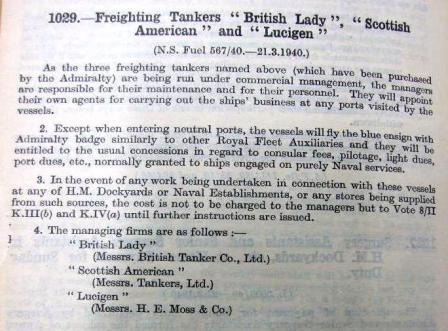 1029.—Freighting Tankers “ British Lady ”, “ Scottish
American ” and “ Lucigen ”
(N.S. Fuel 567/40.—21.3.1940.)
As the three freighting tankers named above (which have been purchased
by the Admiralty) are being run under commercial management, the managers
are responsible for their maintenance and for their personnel. They will appoint
their own agents for carrying out the ships’ business at any ports visited by the
vessels.
2. Except when entering neutral ports, the vessels will fly the blue ensign with
Admiralty badge similarly to other Royal Fleet Auxiliaries and they will be
entitled to the usual concessions in regard to consular fees, pilotage, light dues,
port dues, etc., normally granted to ships engaged on purely Naval services.
3. In the event of any work being undertaken in connection with these vessels
at any of H.M. Dockyards or Naval Establishments, or any stores being supplied
from such sources, the cost is not to be charged to the managers but to Vote 8/II
K.III(b) and K.IV(a) until further instructions are issued.
4. The managing firms are as follows :—
“ British Lady ”
(Messrs. British Tanker Co., Ltd.)
“ Scottish American ”
(Messrs. Tankers, Ltd.)
“ Lucigen ”
(Messrs. H. E. Moss & Co.)